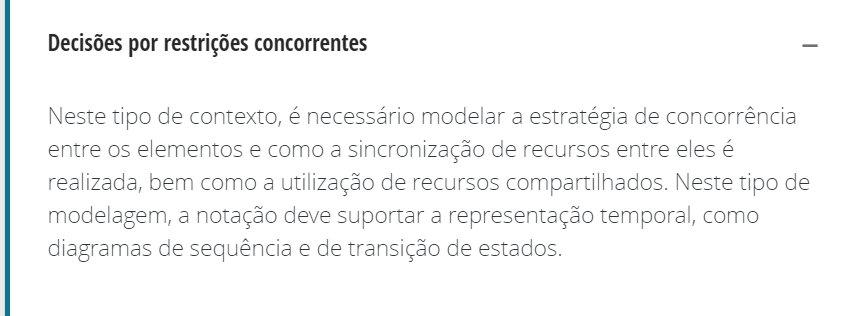 Decisões por restrições concorrentes
Neste tipo de contexto, é necessário modelar a estratégia de concorrência
entre os elementos e como a sincronização de recursos entre eles é
realizada, bem como a utilização de recursos compartilhados. Neste tipo de
modelagem, a notação deve suportar a representação temporal, como
diagramas de sequência e de transição de estados.